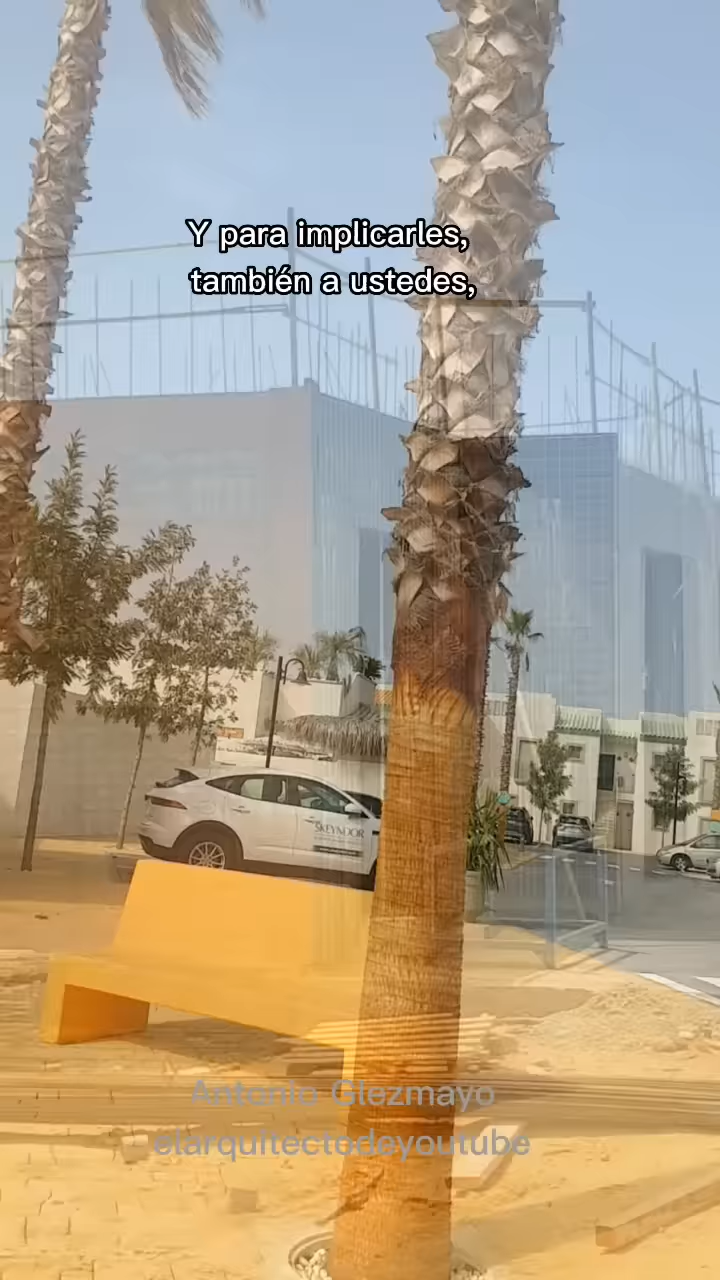 Y para implicarles,
también a ustedes,
SKEYNDOR
Antonio Glezmayo
elarquitectodeyoutube